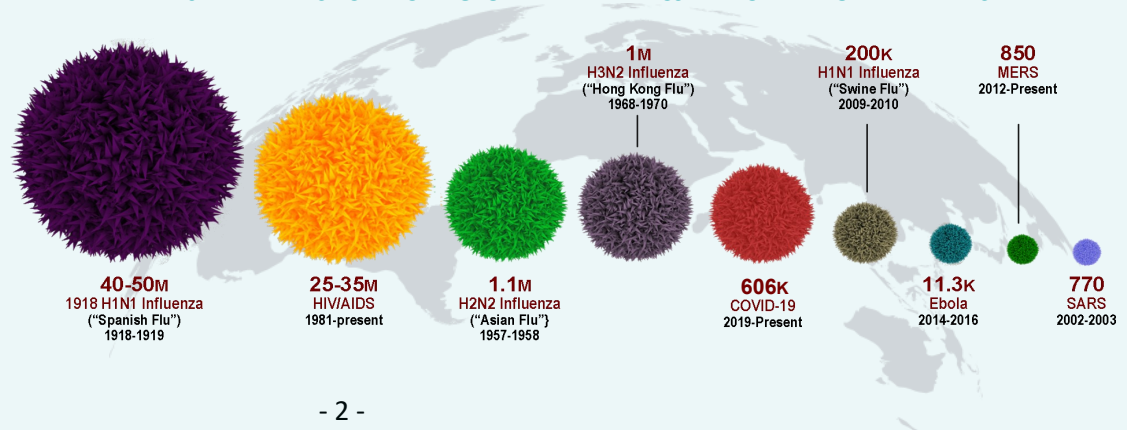 40-50M
1918 H1N1 Influenza
(“Spanish Flu”)
1918-1919
25-35M
HIV/AIDS
1981-present
1.1M
H2N2 Influenza
(“Asian Flu”}
1957-1958
1M
H3N2 Influenza
(“Hong Kong Flu”)
1968-1970
606K
COVID-19
2019-Present
200K
H1N1 Influenza
(“Swine Flu”)
2009-2010
11.3K
Ebola
2014-2016
850
MERS
2012-Present
770
SARS
2002-2003
- 2 -